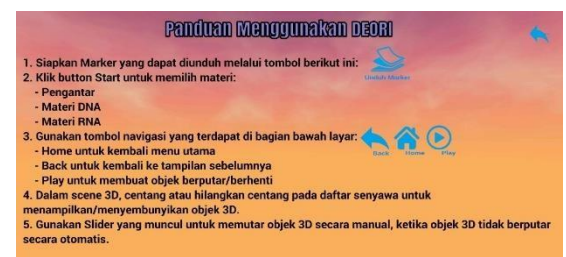 Panduan Menggunakan DEORI
1. Siapkan Marker yang dapat diunduh melalui tombol berikut ini:
Unduh Marker
2. Klik button Start untuk memilih materi:
- Pengantar
- Materi DNA
- Materi RNA
3. Gunakan tombol navigasi yang terdapat di bagian bawah layar:
Back Home Play
- Home untuk kembali menu utama
- Back untuk kembali ke tampilan sebelumnya
- Play untuk membuat objek berputar/berhenti
4. Dalam scene 3D, centang atau hilangkan centang pada daftar senyawa untuk
menampilkan/menyembunyikan objek 3D.
5. Gunakan Slider yang muncul untuk memutar objek 3D secara manual, ketika objek 3D tidak berputar
secara otomatis.